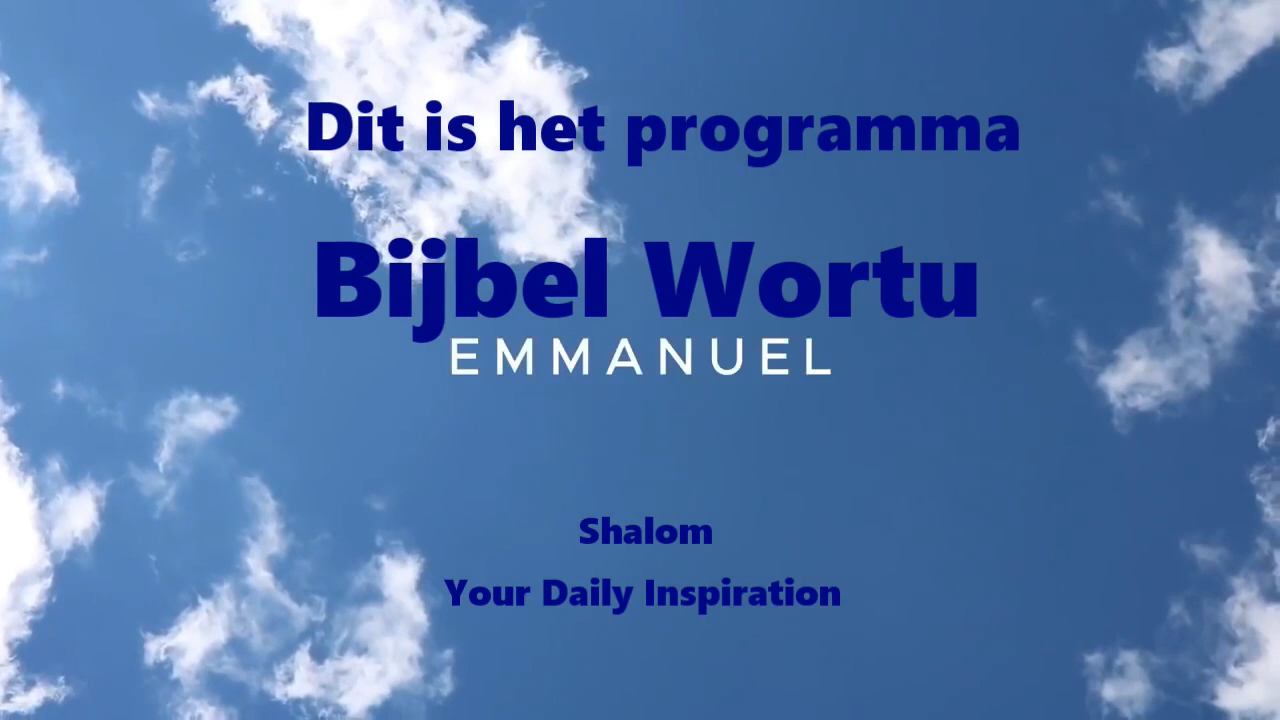 Dit is het programma
Bijbel Wortu
EMMANUEL
Shalom
Your Daily Inspiration